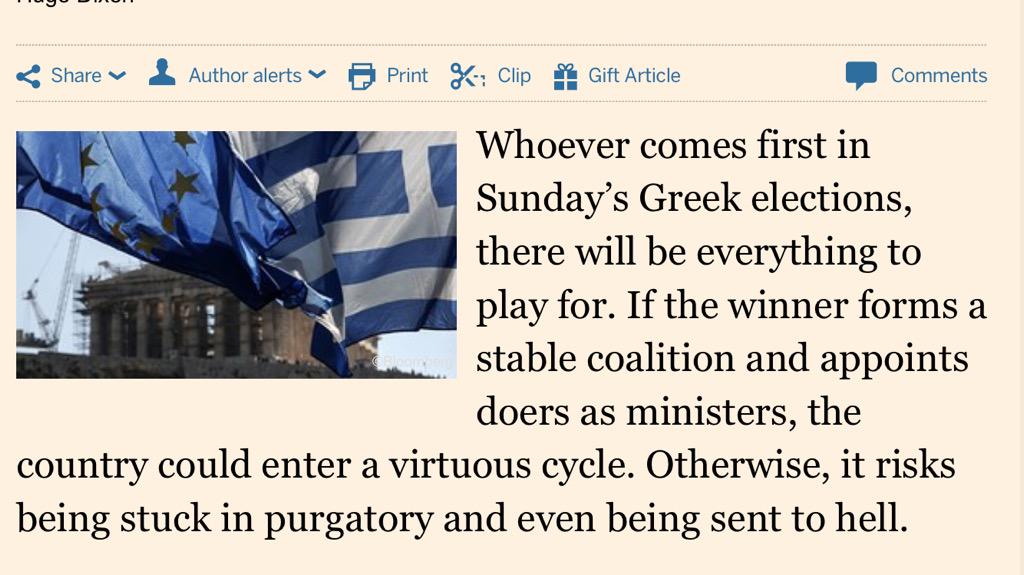 Share
Author alerts
Print
Clip
Gift Article
Comments
©Bloomberg
Whoever comes first in
Sunday’s Greek elections,
there will be everything to
play for. If the winner forms a
stable coalition and appoints
doers as ministers, the
country could enter a virtuous cycle. Otherwise, it risks
being stuck in purgatory and even being sent to hell.